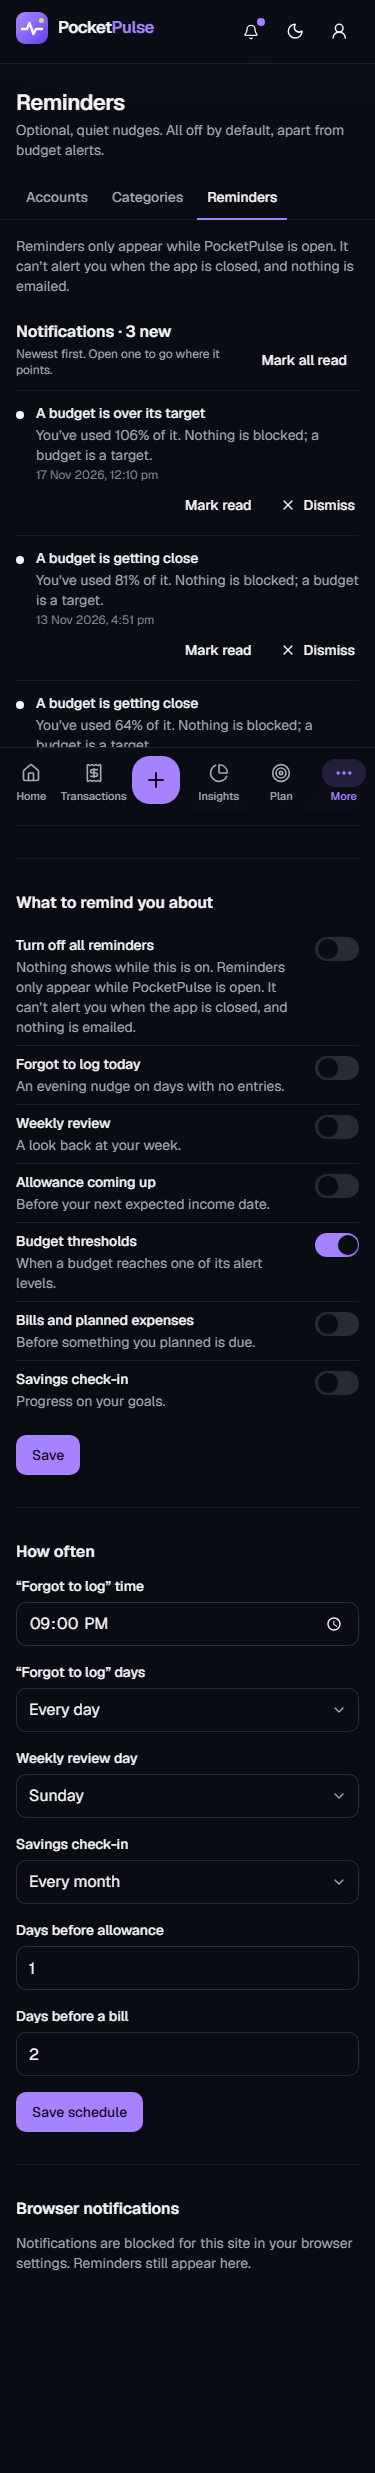 PocketPulse
Reminders
Optional, quiet nudges. All off by default, apart from
budget alerts.
Accounts
Categories
Reminders
Reminders only appear while PocketPulse is open. It
can’t alert you when the app is closed, and nothing is
emailed.
Notifications · 3 new
Newest first. Open one to go where it
points.
Mark all read
A budget is over its target
You’ve used 106% of it. Nothing is blocked; a
budget is a target.
17 Nov 2026, 12:10 pm
Mark read
Dismiss
A budget is getting close
You’ve used 81% of it. Nothing is blocked; a budget
is a target.
13 Nov 2026, 4:51 pm
Mark read
Dismiss
A budget is getting close
You’ve used 64% of it. Nothing is blocked; a
budget is a target.
Home
Transactions
Insights
Plan
More
What to remind you about
Turn off all reminders
Nothing shows while this is on. Reminders
only appear while PocketPulse is open. It
can’t alert you when the app is closed, and
nothing is emailed.
Forgot to log today
An evening nudge on days with no entries.
Weekly review
A look back at your week.
Allowance coming up
Before your next expected income date.
Budget thresholds
When a budget reaches one of its alert
levels.
Bills and planned expenses
Before something you planned is due.
Savings check-in
Progress on your goals.
Save
How often
“Forgot to log” time
09:00 PM
“Forgot to log” days
Every day
Weekly review day
Sunday
Savings check-in
Every month
Days before allowance
1
Days before a bill
2
Save schedule
Browser notifications
Notifications are blocked for this site in your browser
settings. Reminders still appear here.